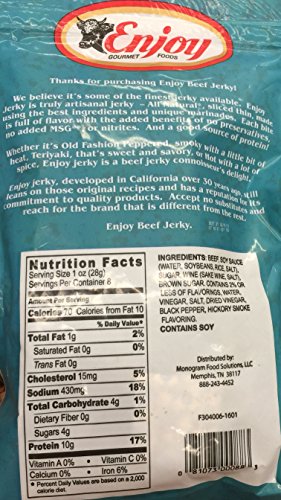 Enjoy
GOURMET FOODS
Thanks for purchasing Enjoy Beef Jerky.
We believe it's some of the finest jerky available. Enjoy
Jerky is truly artisanal jerky – All natural*, sliced thin, made
using the best ingredients and unique marinades. Each bite
is full of flavor with the added benefits of no preservatives,
no added MSG or nitrites. And a good source of protein!
Whether it's Old Fashion Peppered, smoky with a little bit of
heat, Teriyaki, that's sweet and savory, or Hot with a lot of
spice, Enjoy Jerky is a beef jerky connoisseur's delight.
Enjoy jerky, developed in California over 30 years ago, still
leans on those original recipes and has a reputation for its
commitment to quality products. Accept no substitutes and
reach for the brand that is different from the rest.
Enjoy Beef Jerky.
Nutrition Facts
Serving Size 1 oz (28g)
Servings Per Container 8
Amount Per Serving
Calories 70 Calories from Fat 10
% Daily Value*
Total Fat 1g 2%
Saturated Fat 0g 0%
Trans Fat 0g
Cholesterol 15mg 5%
Sodium 430mg 18%
Total Carbohydrate 4g 1%
Dietary Fiber 0g 0%
Sugars 4g
Protein 10g 17%
Vitamin A 0% • Vitamin C 0%
Calcium 0% • Iron 6%
* Percent Daily Values are based on a 2,000
calorie diet.
INGREDIENTS: BEEF, SOY SAUCE
(WATER, SOYBEANS, RICE, SALT),
SUGAR, WINE (SAKE WINE, SALT),
BROWN SUGAR, CONTAINS 2% OR
LESS OF FLAVORINGS, WATER,
VINEGAR, SALT, DRIED VINEGAR,
BLACK PEPPER, HICKORY SMOKE
FLAVORING.
CONTAINS SOY
Distributed by:
Monogram Food Solutions, LLC
Memphis, TN 38117
888-243-4452
F304006-1601